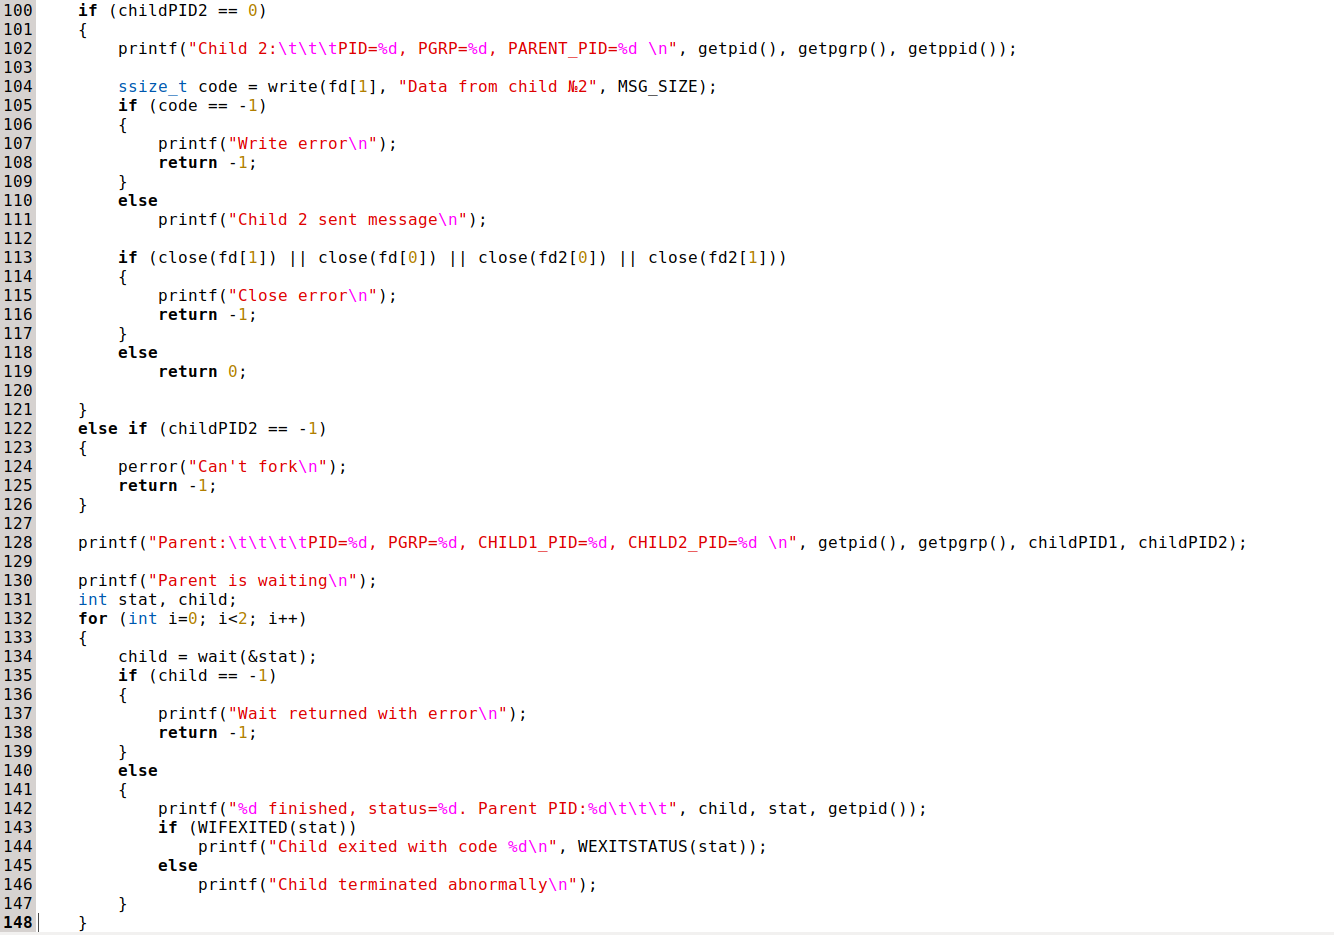 100     if (childPID2 == 0)
101     {
102         printf("Child 2:\t\t\tPID=%d, PGRP=%d, PARENT_PID=%d \n", getpid(), getpgrp(), getppid());
103
104         ssize_t code = write(fd[1], "Data from child №2", MSG_SIZE);
105         if (code == -1)
106         {
107             printf("Write error\n");
108             return -1;
109         }
110         else
111             printf("Child 2 sent message\n");
112
113         if (close(fd[1]) || close(fd[0]) || close(fd2[0]) || close(fd2[1]))
114         {
115             printf("Close error\n");
116             return -1;
117         }
118         else
119             return 0;
120
121     }
122     else if (childPID2 == -1)
123     {
124         perror("Can't fork\n");
125         return -1;
126     }
127
128     printf("Parent:\t\t\t\tPID=%d, PGRP=%d, CHILD1_PID=%d, CHILD2_PID=%d \n", getpid(), getpgrp(), childPID1, childPID2);
129
130     printf("Parent is waiting\n");
131     int stat, child;
132     for (int i=0; i<2; i++)
133     {
134         child = wait(&stat);
135         if (child == -1)
136         {
137             printf("Wait returned with error\n");
138             return -1;
139         }
140         else
141         {
142             printf("%d finished, status=%d. Parent PID:%d\t\t\t", child, stat, getpid());
143             if (WIFEXITED(stat))
144                 printf("Child exited with code %d\n", WEXITSTATUS(stat));
145             else
146                 printf("Child terminated abnormally\n");
147         }
148     }